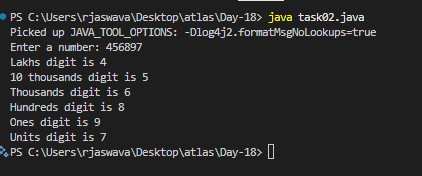 PS C:\Users\rjaswava\Desktop\atlas\Day-18> java task02.java
Picked up JAVA_TOOL_OPTIONS: -Dlog4j2.formatMsgNoLookups=true
Enter a number: 456897
Lakhs digit is 4
10 thousands digit is 5
Thousands digit is 6
Hundreds digit is 8
Ones digit is 9
Units digit is 7
PS C:\Users\rjaswava\Desktop\atlas\Day-18>